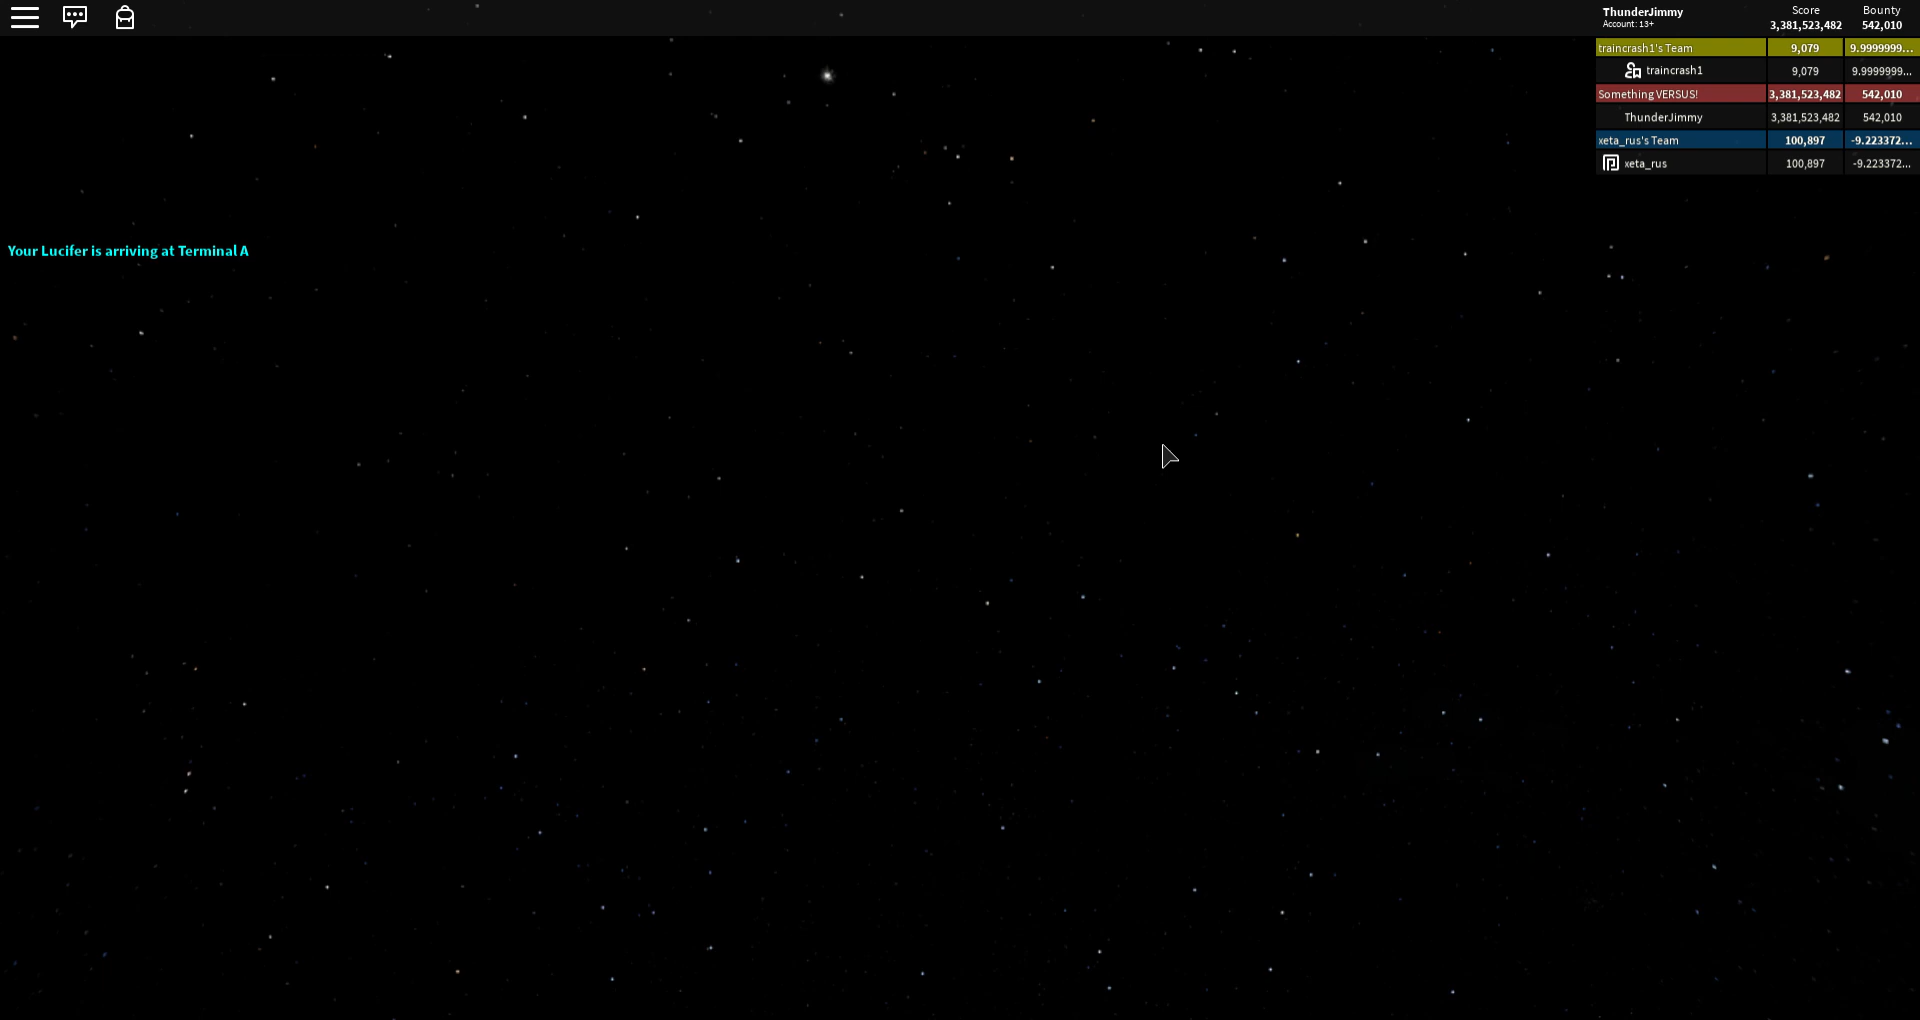 ThunderJimmy Score Bounty
Account: 13+ 3,381,523,482 542,010
traincrash1's Team 9,079 9.9999999...
traincrash1 9,079 9.9999999...
Something VERSUS! 3,381,523,482 542,010
ThunderJimmy 3,381,523,482 542,010
xeta_rus's Team 100,897 -9.223372...
xeta_rus 100,897 -9.223372...
Your Lucifer is arriving at Terminal A